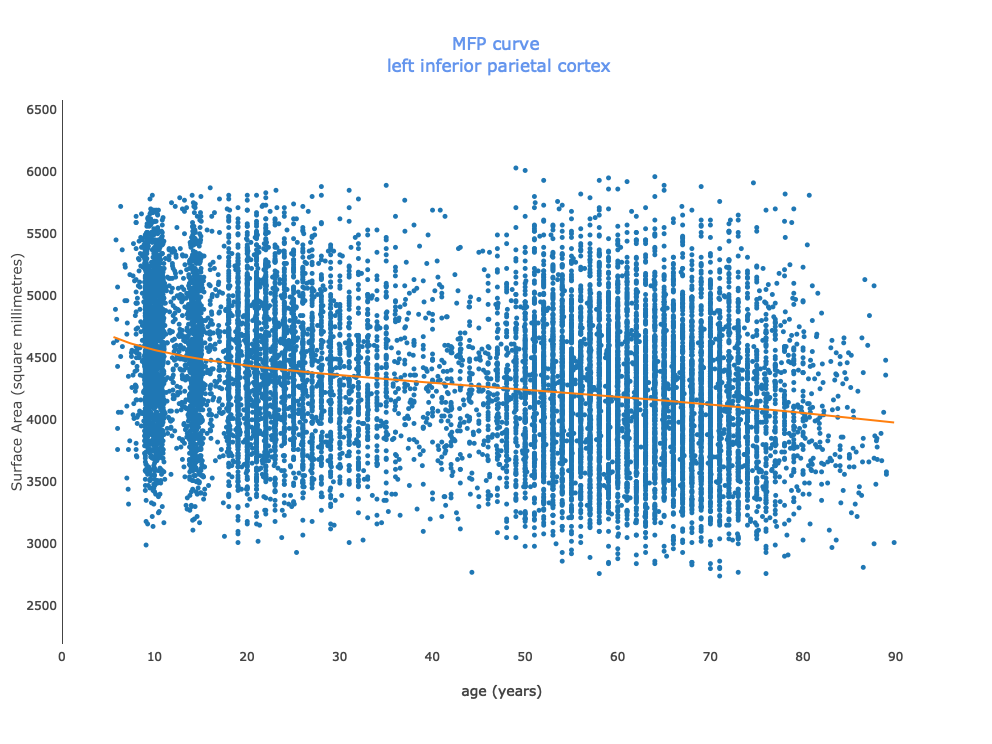 MFP curve
left inferior parietal cortex
6500
6000
5500
5000
4500
4000
3500
3000
2500
Surface Area (square millimetres)
0 10 20 30 40 50 60 70 80 90
age (years)